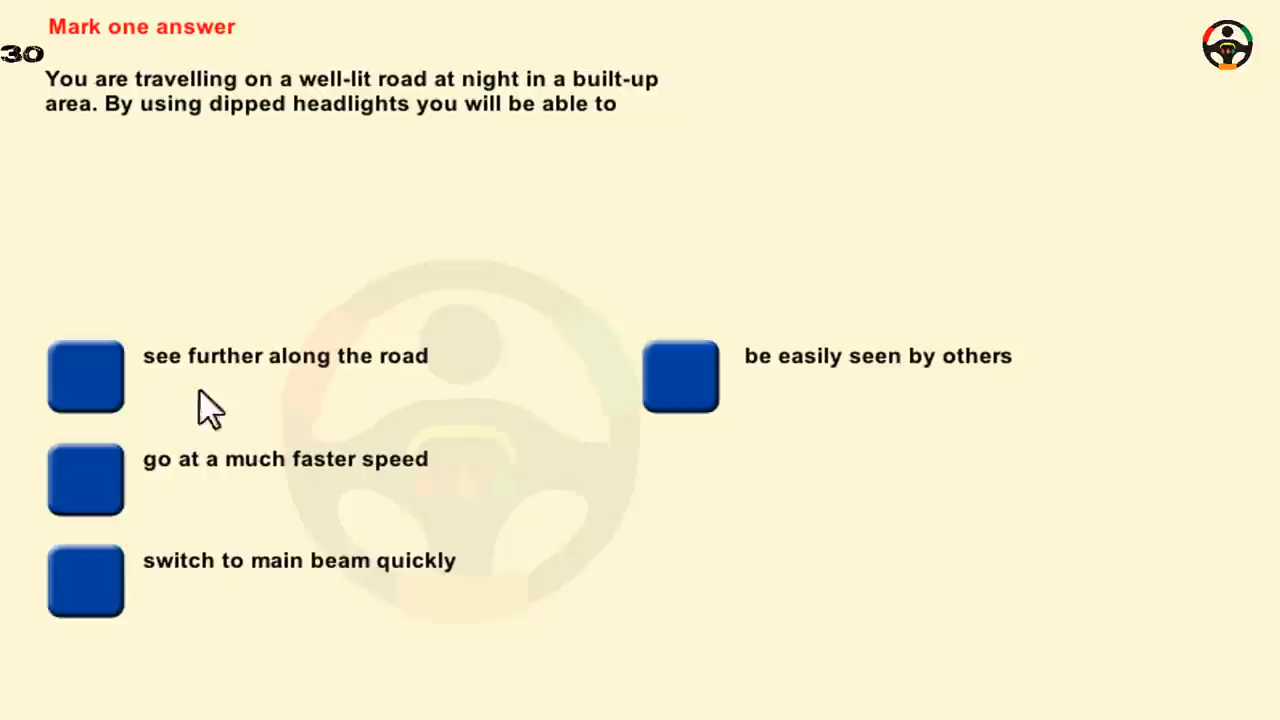 Mark one answer
30
You are travelling on a well-lit road at night in a built-up
area. By using dipped headlights you will be able to
see further along the road
be easily seen by others
go at a much faster speed
switch to main beam quickly